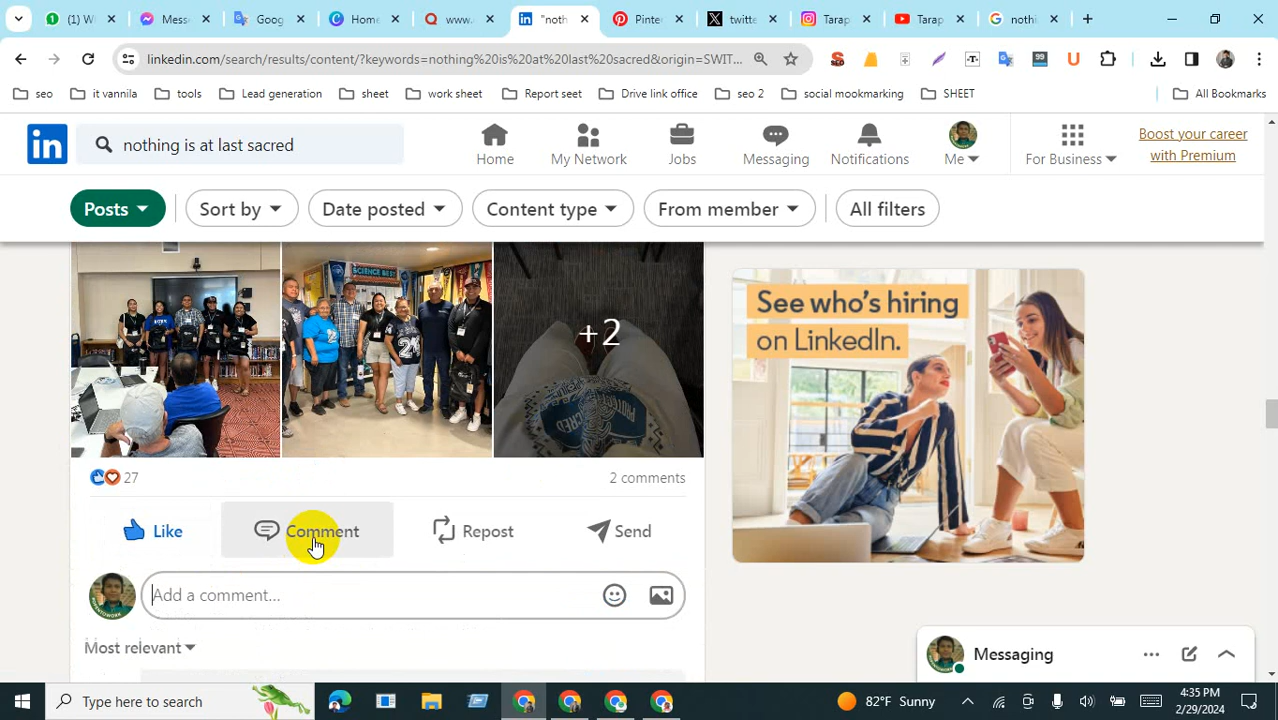 (1) W
Mess
Goog
Home
www.
"noth
Pinter
twitte
Tarap
Tarap
nothi
linkedin.com/search/results/content/?keywords=nothing%20is%20at%20last%20sacred&origin=SWIT...
seo
it vannila
tools
Lead generation
sheet
work sheet
Report seet
Drive link office
seo 2
social mookmarking
SHEET
All Bookmarks
in
nothing is at last sacred
Home
My Network
Jobs
Messaging
Notifications
Me
For Business
Boost your career
with Premium
Posts
Sort by
Date posted
Content type
From member
All filters
SCIENCE BEST
+2
See who's hiring
on LinkedIn.
27
2 comments
Like
Comment
Repost
Send
Add a comment...
Most relevant
Messaging
Type here to search
82°F Sunny
4:35 PM
2/29/2024